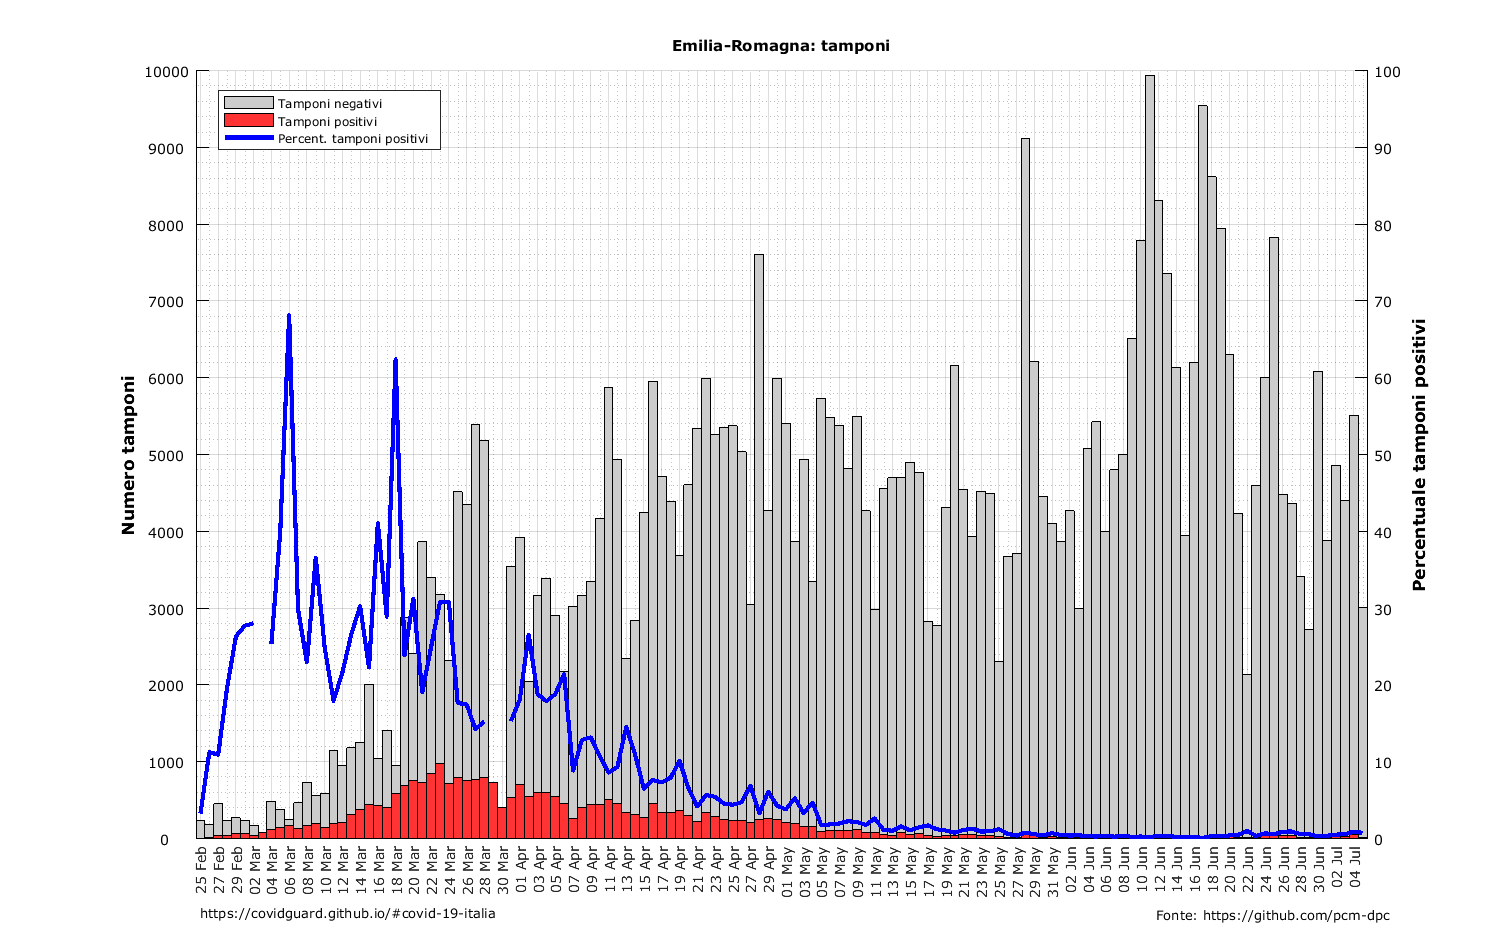 Emilia-Romagna: tamponi
Tamponi negativi
Tamponi positivi
Percent. tamponi positivi
Numero tamponi
10000
9000
8000
7000
6000
5000
4000
3000
2000
1000
0
Percentuale tamponi positivi
100
90
80
70
60
50
40
30
20
10
0
25 Feb
27 Feb
29 Feb
02 Mar
04 Mar
06 Mar
08 Mar
10 Mar
12 Mar
14 Mar
16 Mar
18 Mar
20 Mar
22 Mar
24 Mar
26 Mar
28 Mar
30 Mar
01 Apr
03 Apr
05 Apr
07 Apr
09 Apr
11 Apr
13 Apr
15 Apr
17 Apr
19 Apr
21 Apr
23 Apr
25 Apr
27 Apr
29 Apr
01 May
03 May
05 May
07 May
09 May
11 May
13 May
15 May
17 May
19 May
21 May
23 May
25 May
27 May
29 May
31 May
02 Jun
04 Jun
06 Jun
08 Jun
10 Jun
12 Jun
14 Jun
16 Jun
18 Jun
20 Jun
22 Jun
24 Jun
26 Jun
28 Jun
30 Jun
02 Jul
04 Jul
https://covidguard.github.io/#covid-19-italia
Fonte: https://github.com/pcm-dpc